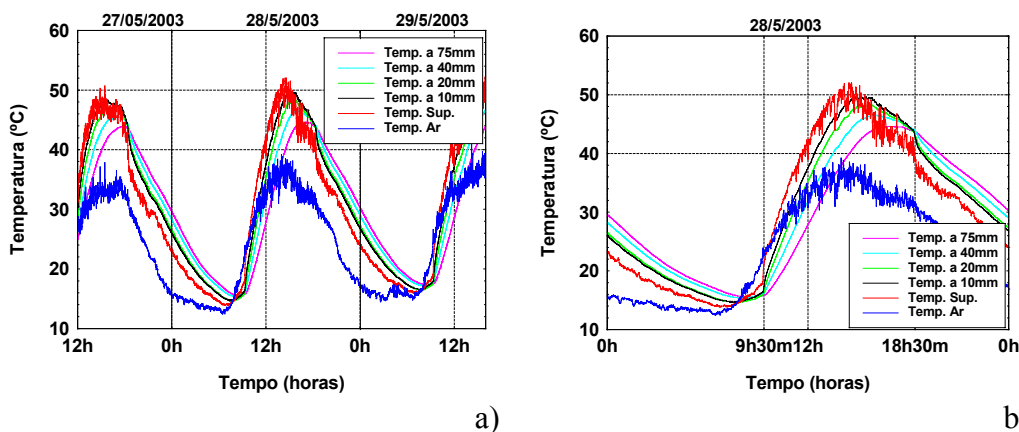 27/05/2003 28/5/2003 29/5/2003
60
50
40
30
20
10
Temperatura (ºC)
Temp. a 75mm
Temp. a 40mm
Temp. a 20mm
Temp. a 10mm
Temp. Sup.
Temp. Ar
12h 0h 12h 0h 12h
Tempo (horas)
a)
28/5/2003
60
50
40
30
20
10
Temperatura (ºC)
Temp. a 75mm
Temp. a 40mm
Temp. a 20mm
Temp. a 10mm
Temp. Sup.
Temp. Ar
0h 9h30m 12h 18h30m 0h
Tempo (horas)
b